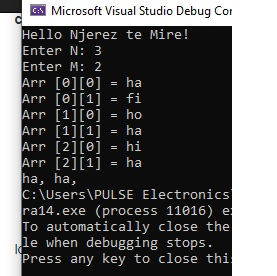 Microsoft Visual Studio Debug Con
Hello Njerez te Mire!
Enter N: 3
Enter M: 2
Arr [0][0] = ha
Arr [0][1] = fi
Arr [1][0] = ho
Arr [1][1] = ha
Arr [2][0] = hi
Arr [2][1] = ha
ha, ha,
C:\Users\PULSE Electronics
ra14.exe (process 11016) e
To automatically close the
le when debugging stops.
Press any key to close thi